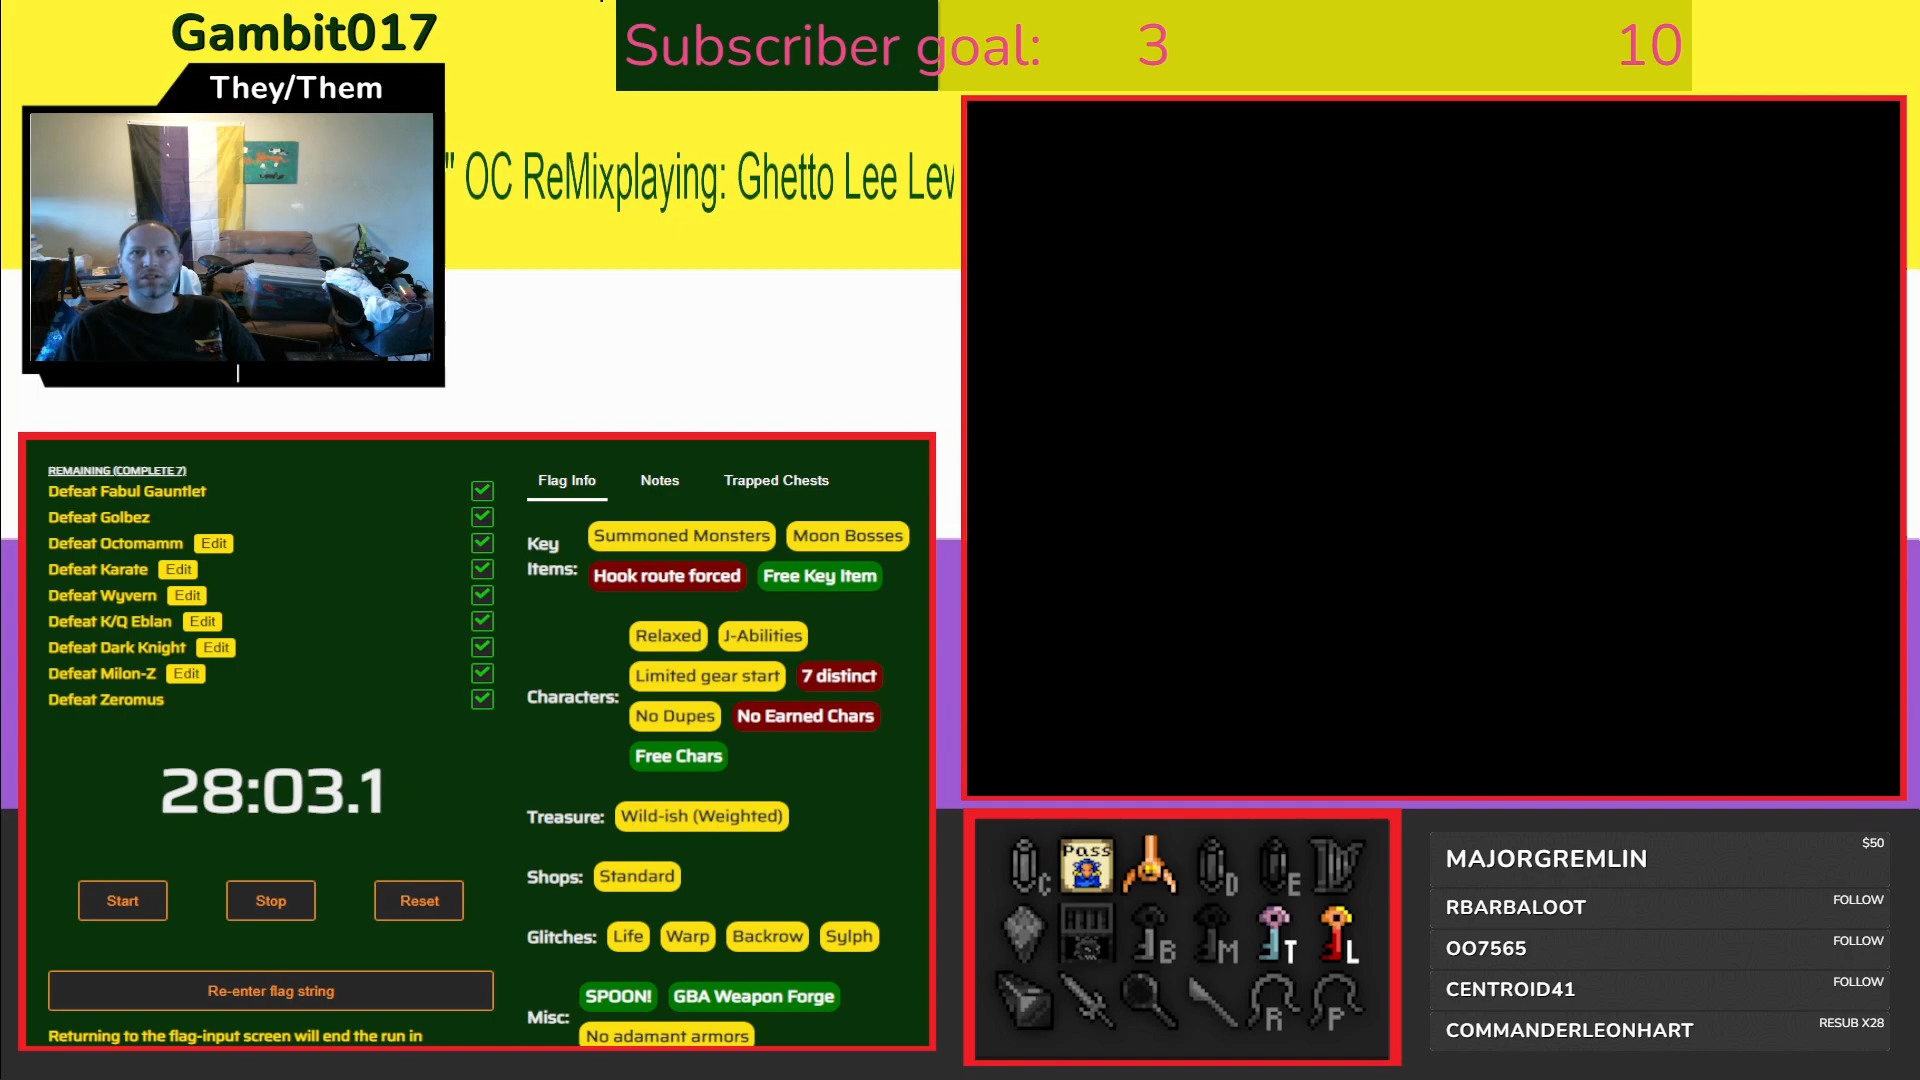 Gambit017
They/Them
Subscriber goal: 3 10
" OC ReMixplaying: Ghetto Lee Lev
REMAINING (COMPLETE 7)
Defeat Fabul Gauntlet
Defeat Golbez
Defeat Octomamm Edit
Defeat Karate Edit
Defeat Wyvern Edit
Defeat K/Q Eblan Edit
Defeat Dark Knight Edit
Defeat Milon-Z Edit
Defeat Zeromus
28:03.1
Start Stop Reset
Re-enter flag string
Returning to the flag-input screen will end the run in
Flag Info Notes Trapped Chests
Key Items: Summoned Monsters Moon Bosses
Hook route forced Free Key Item
Characters: Relaxed J-Abilities
Limited gear start 7 distinct
No Dupes No Earned Chars
Free Chars
Treasure: Wild-ish (Weighted)
Shops: Standard
Glitches: Life Warp Backrow Sylph
Misc: SPOON! GBA Weapon Forge
No adamant armors
C Pass D E
B M T L
R P
MAJORGREMLIN $50
RBARBALOOT FOLLOW
OO7565 FOLLOW
CENTROID41 FOLLOW
COMMANDERLEONHART RESUB X28